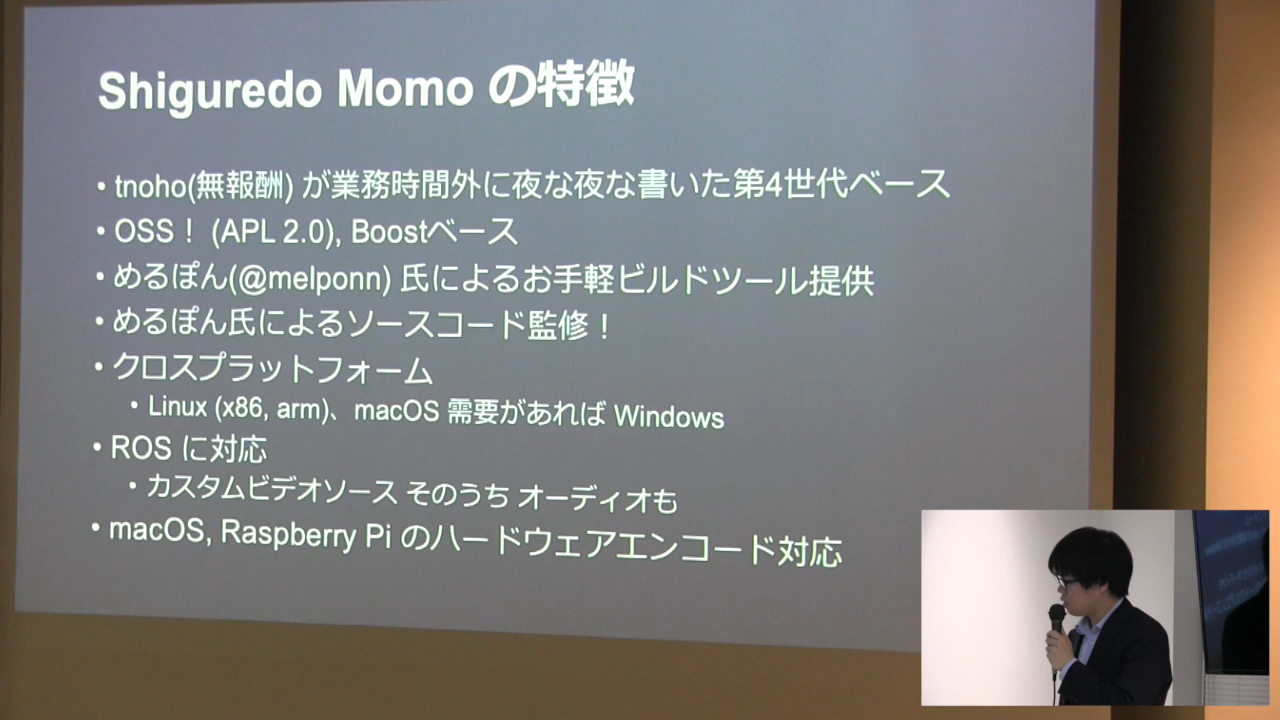 Shiguredo Momo の特徴
• tnoho(無報酬) が業務時間外に夜な夜な書いた第4世代ベース
• OSS！ (APL 2.0), Boostベース
• めるぽん(@melponn) 氏によるお手軽ビルドツール提供
• めるぽん氏によるソースコード監修！
• クロスプラットフォーム
• Linux (x86, arm)、macOS 需要があれば Windows
• ROS に対応
• カスタムビデオソース そのうち オーディオも
• macOS, Raspberry Pi のハードウェアエンコード対応